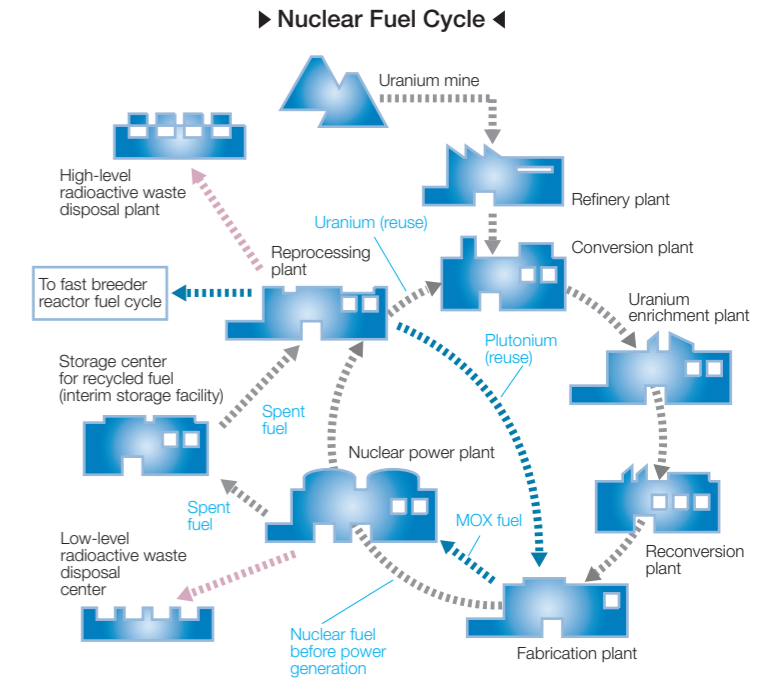 Nuclear Fuel Cycle
Uranium mine
High-level
radioactive waste
disposal plant
Refinery plant
Uranium (reuse)
Conversion plant
Reprocessing
plant
To fast breeder
reactor fuel cycle
Uranium
enrichment plant
Plutonium
(reuse)
Storage center
for recycled fuel
(interim storage facility)
Spent
fuel
Nuclear power plant
Spent
fuel
MOX fuel
Low-level
radioactive waste
disposal
center
Reconversion
plant
Nuclear fuel
before power
generation
Fabrication plant